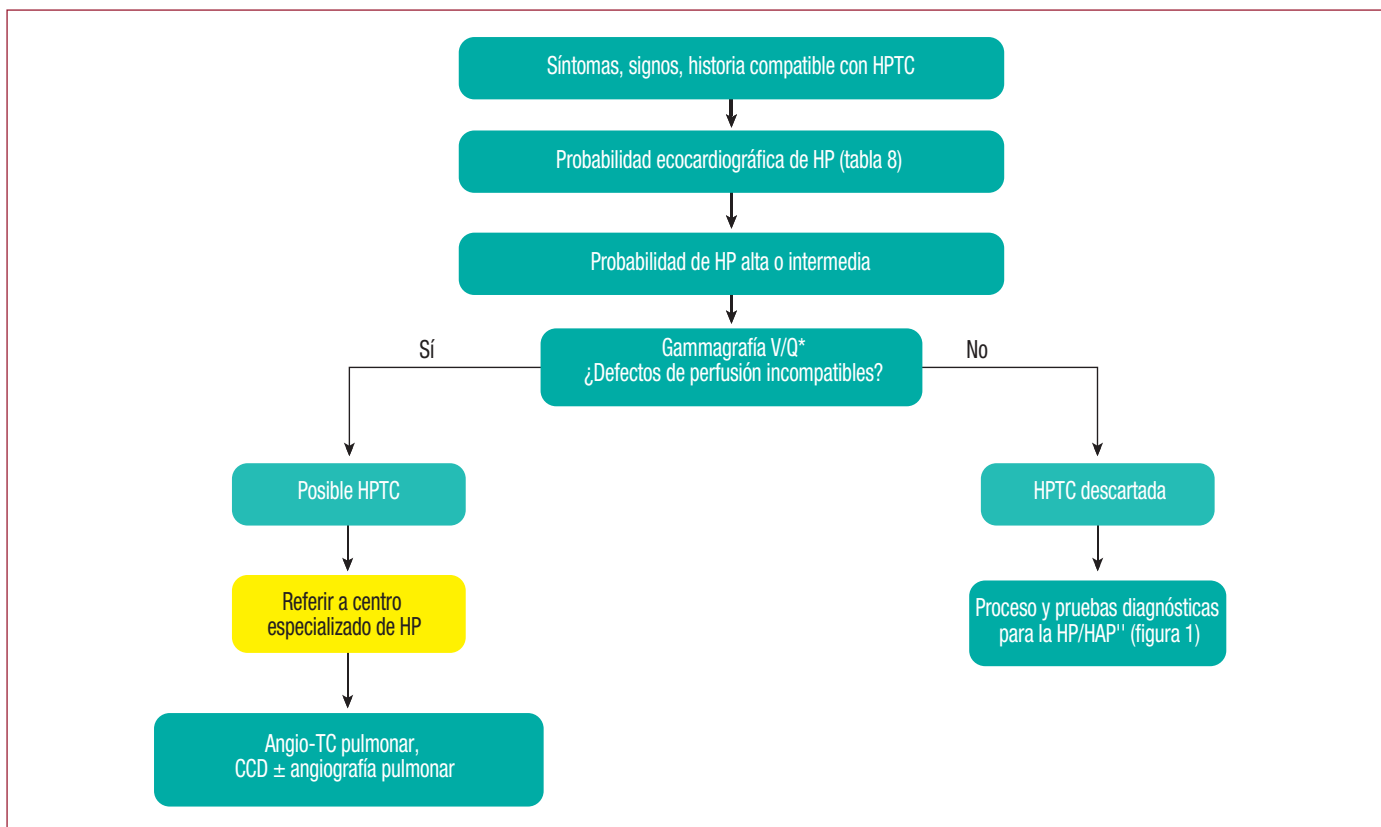 Síntomas, signos, historia compatible con HPTC
Probabilidad ecocardiográfica de HP (tabla 8)
Probabilidad de HP alta o intermedia
Gammagrafía V/Q*
¿Defectos de perfusión incompatibles?
Sí
No
Posible HPTC
HPTC descartada
Referir a centro
especializado de HP
Proceso y pruebas diagnósticas
para la HP/HAP'' (figura 1)
Angio-TC pulmonar,
CCD ± angiografía pulmonar